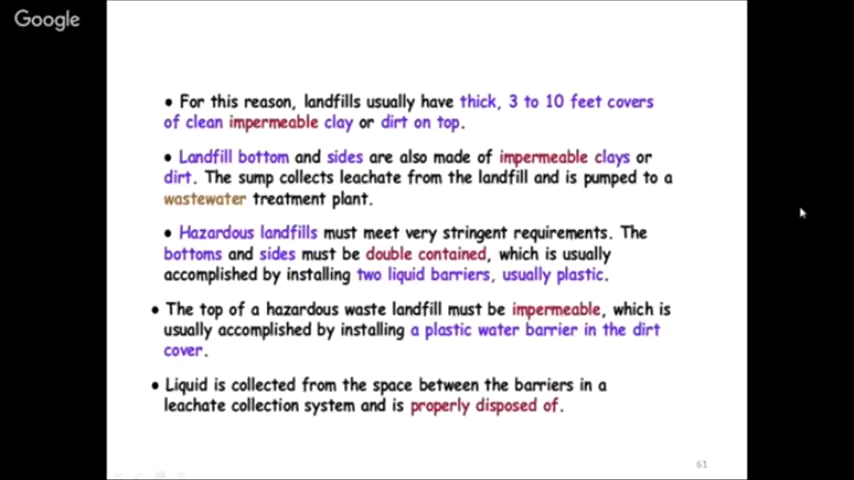 Google
• For this reason, landfills usually have thick, 3 to 10 feet covers
of clean impermeable clay or dirt on top.
• Landfill bottom and sides are also made of impermeable clays or
dirt. The sump collects leachate from the landfill and is pumped to a
wastewater treatment plant.
• Hazardous landfills must meet very stringent requirements. The
bottoms and sides must be double contained, which is usually
accomplished by installing two liquid barriers, usually plastic.
• The top of a hazardous waste landfill must be impermeable, which is
usually accomplished by installing a plastic water barrier in the dirt
cover.
• Liquid is collected from the space between the barriers in a
leachate collection system and is properly disposed of.
61